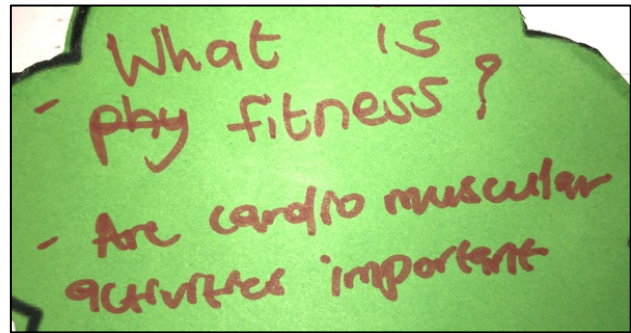 What is
- phy fitness?
- Are cardio muscular
activities important